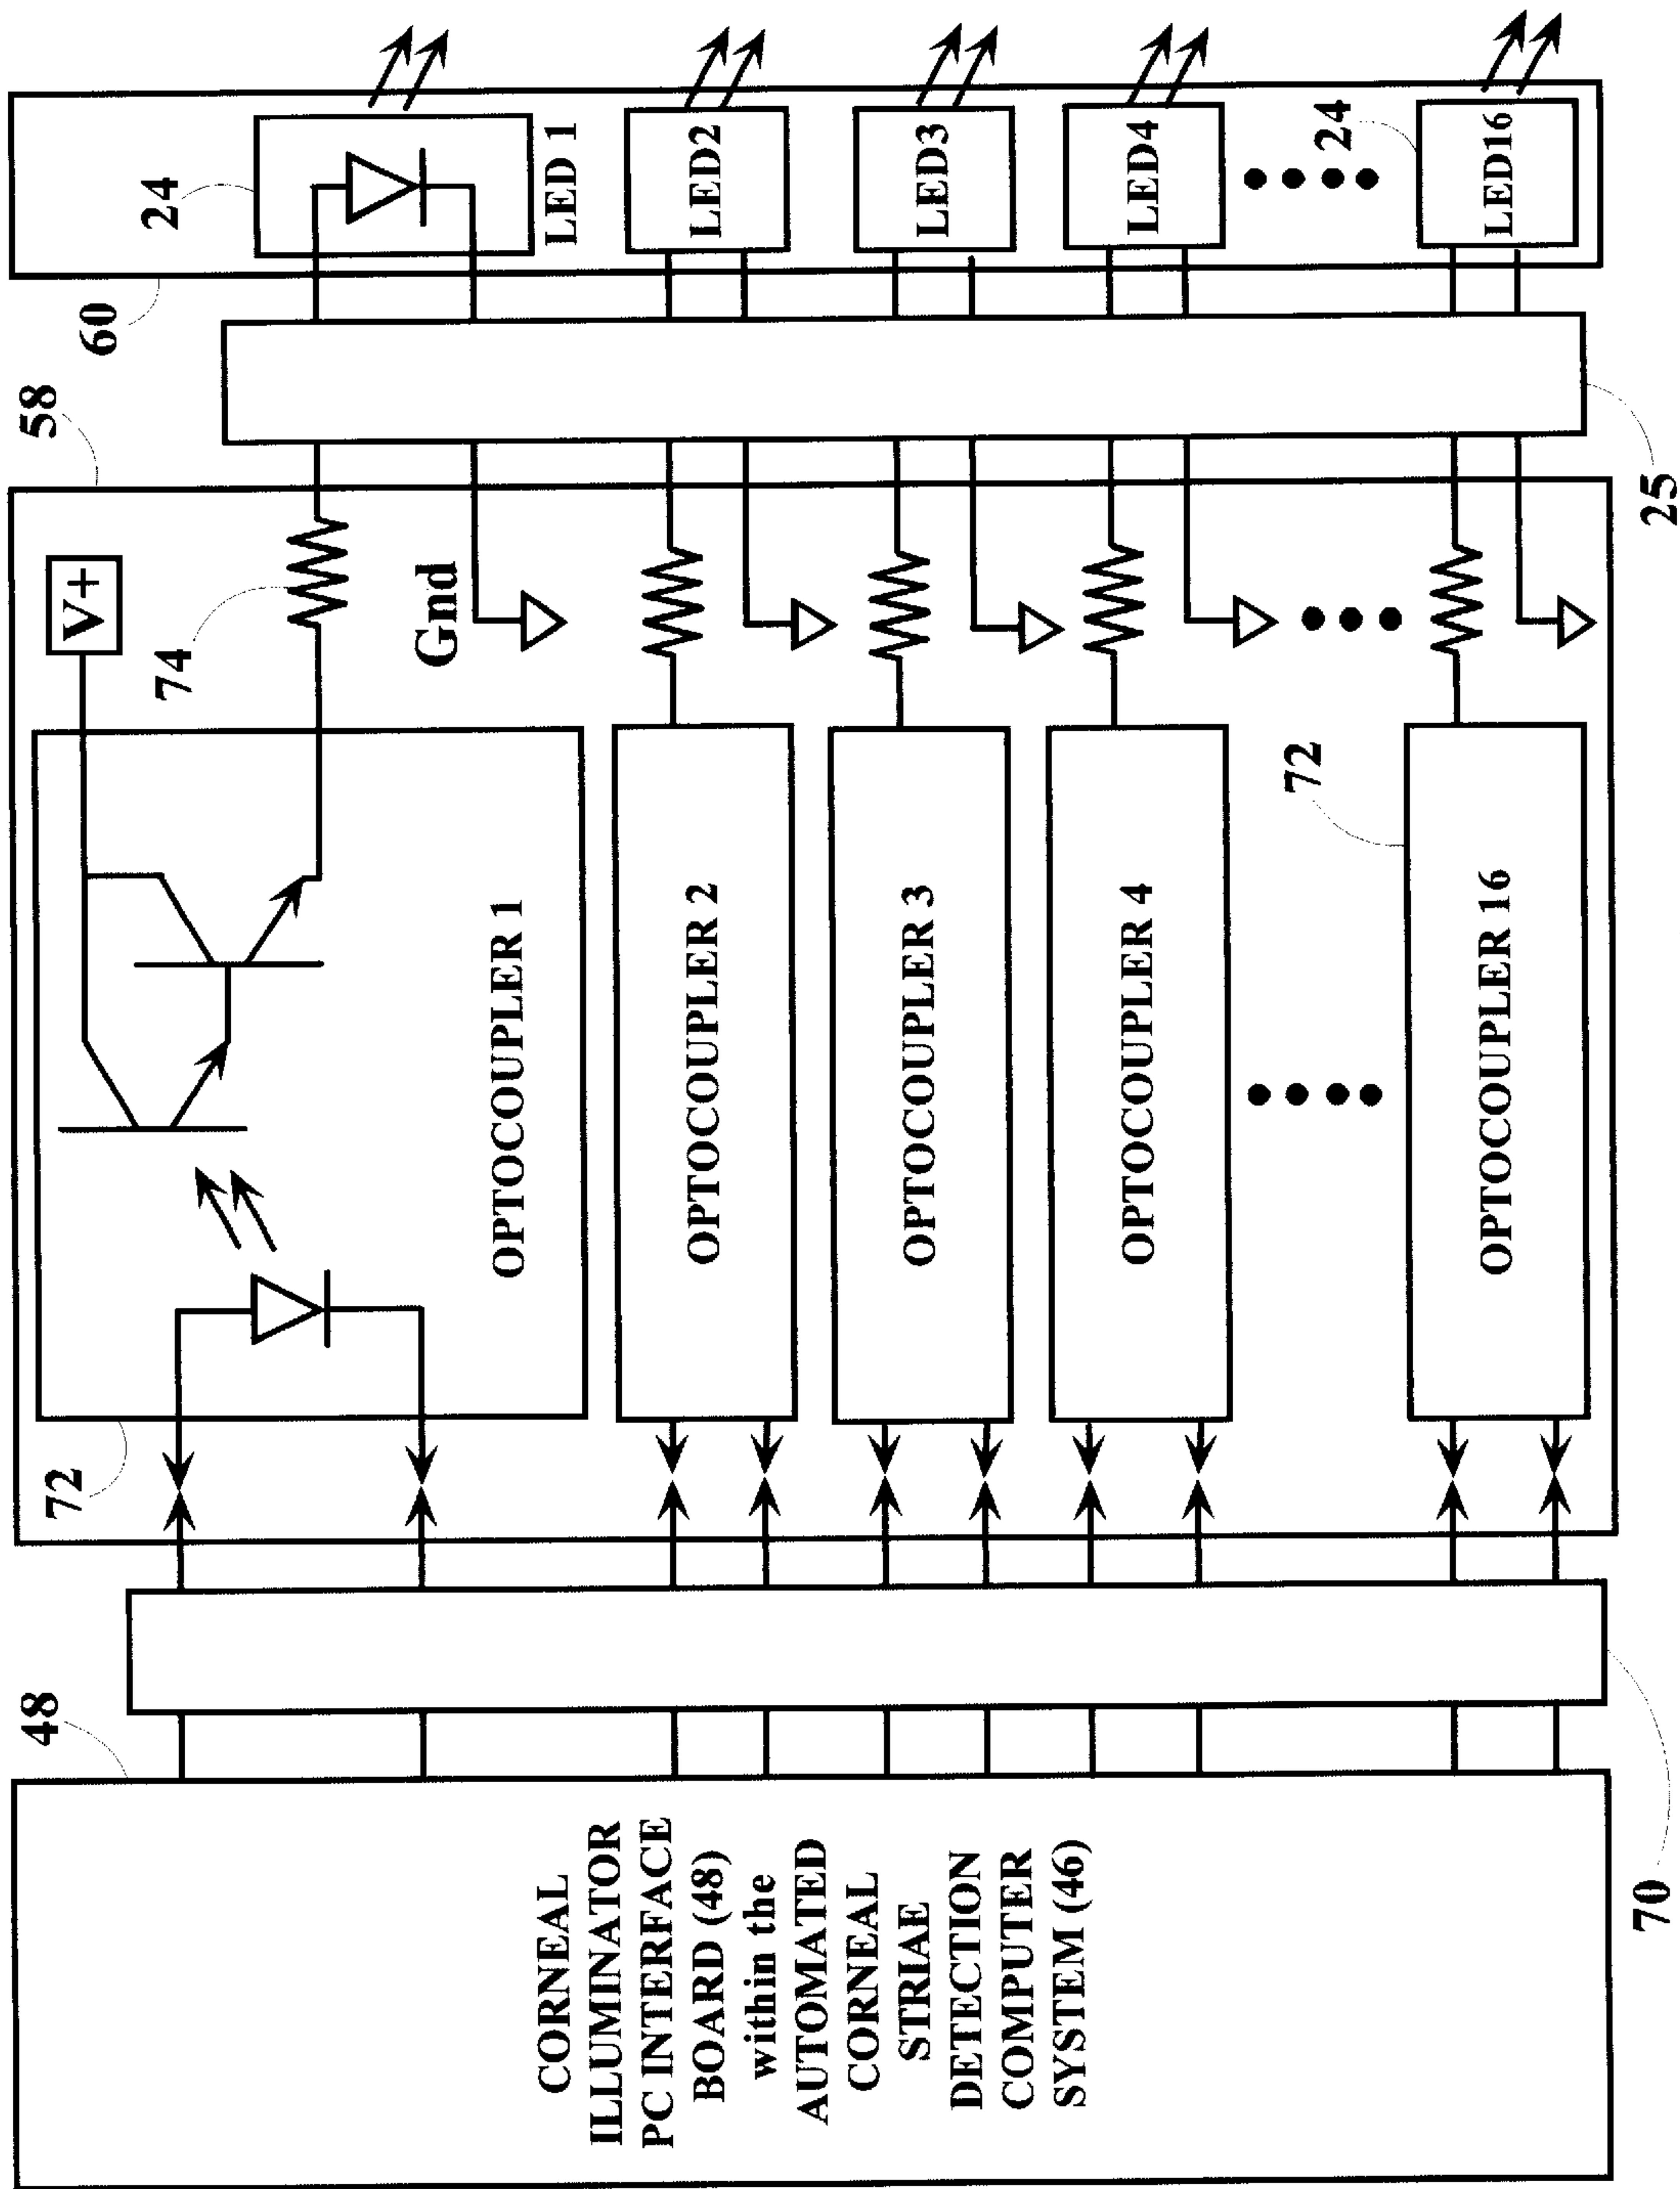 48
CORNEAL
ILLUMINATOR
PC INTERFACE
BOARD (48)
within the
AUTOMATED
CORNEAL
STRIAE
DETECTION
COMPUTER
SYSTEM (46)
70
58
72
OPTOCOUPLER 1
V+
74
Gnd
OPTOCOUPLER 2
OPTOCOUPLER 3
OPTOCOUPLER 4
72
OPTOCOUPLER 16
25
60
24
LED 1
LED2
LED3
LED4
24
LED16